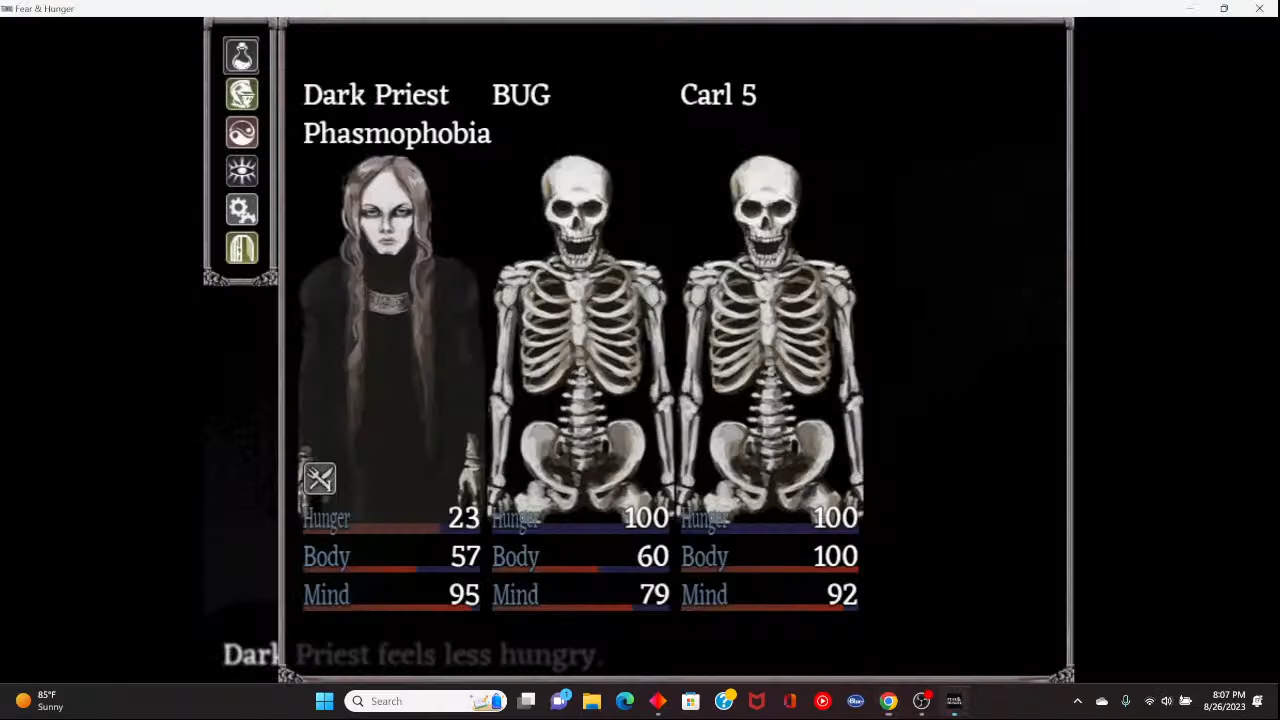 Fear & Hunger
Dark Priest BUG Carl 5
Phasmophobia
Hunger 23 Hunger 100 Hunger 100
Body 57 Body 60 Body 100
Mind 95 Mind 79 Mind 92
Dark Priest feels less hungry.
85°F
Sunny
Search
1
8:07 PM
8/26/2023